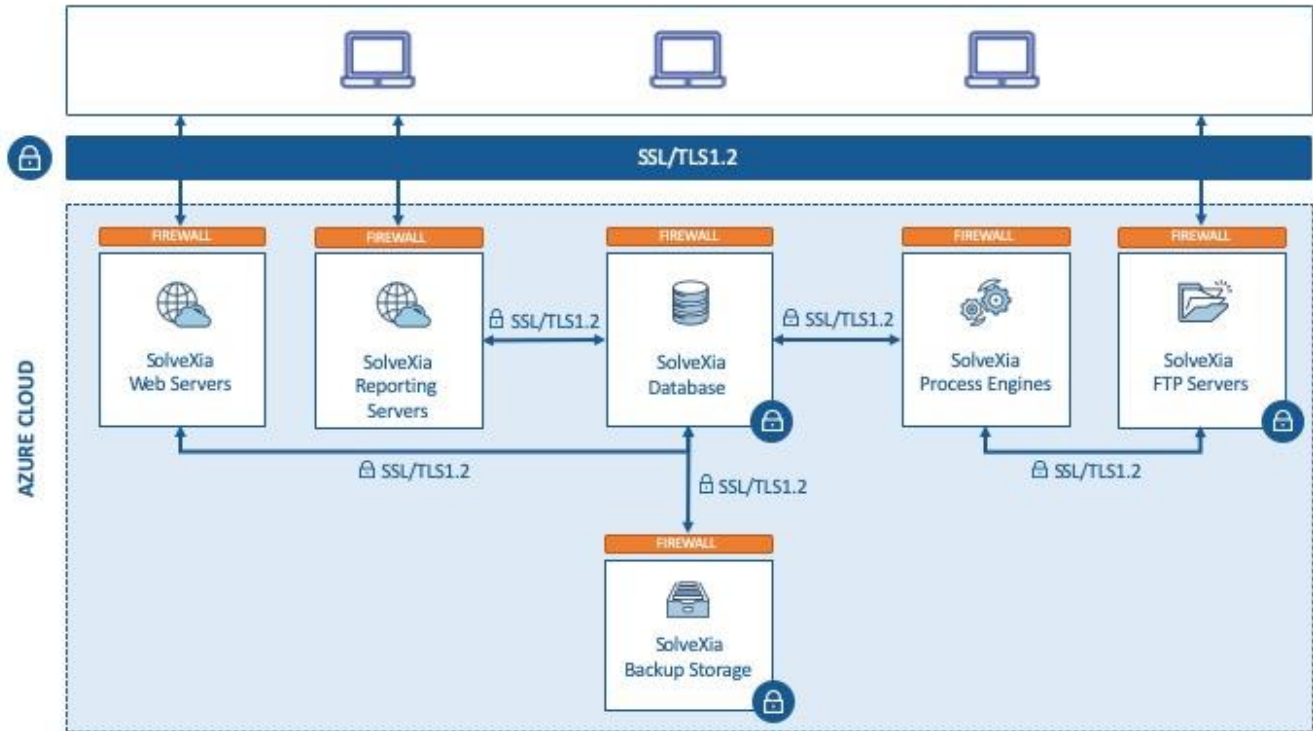 SSL/TLS1.2
AZURE CLOUD
FIREWALL
FIREWALL
FIREWALL
FIREWALL
FIREWALL
SolveXia
Web Servers
SolveXia
Reporting
Servers
SSL/TLS1.2
SolveXia
Database
SSL/TLS1.2
SolveXia
Process Engines
SolveXia
FTP Servers
SSL/TLS1.2
SSL/TLS1.2
SSL/TLS1.2
FIREWALL
SolveXia
Backup Storage